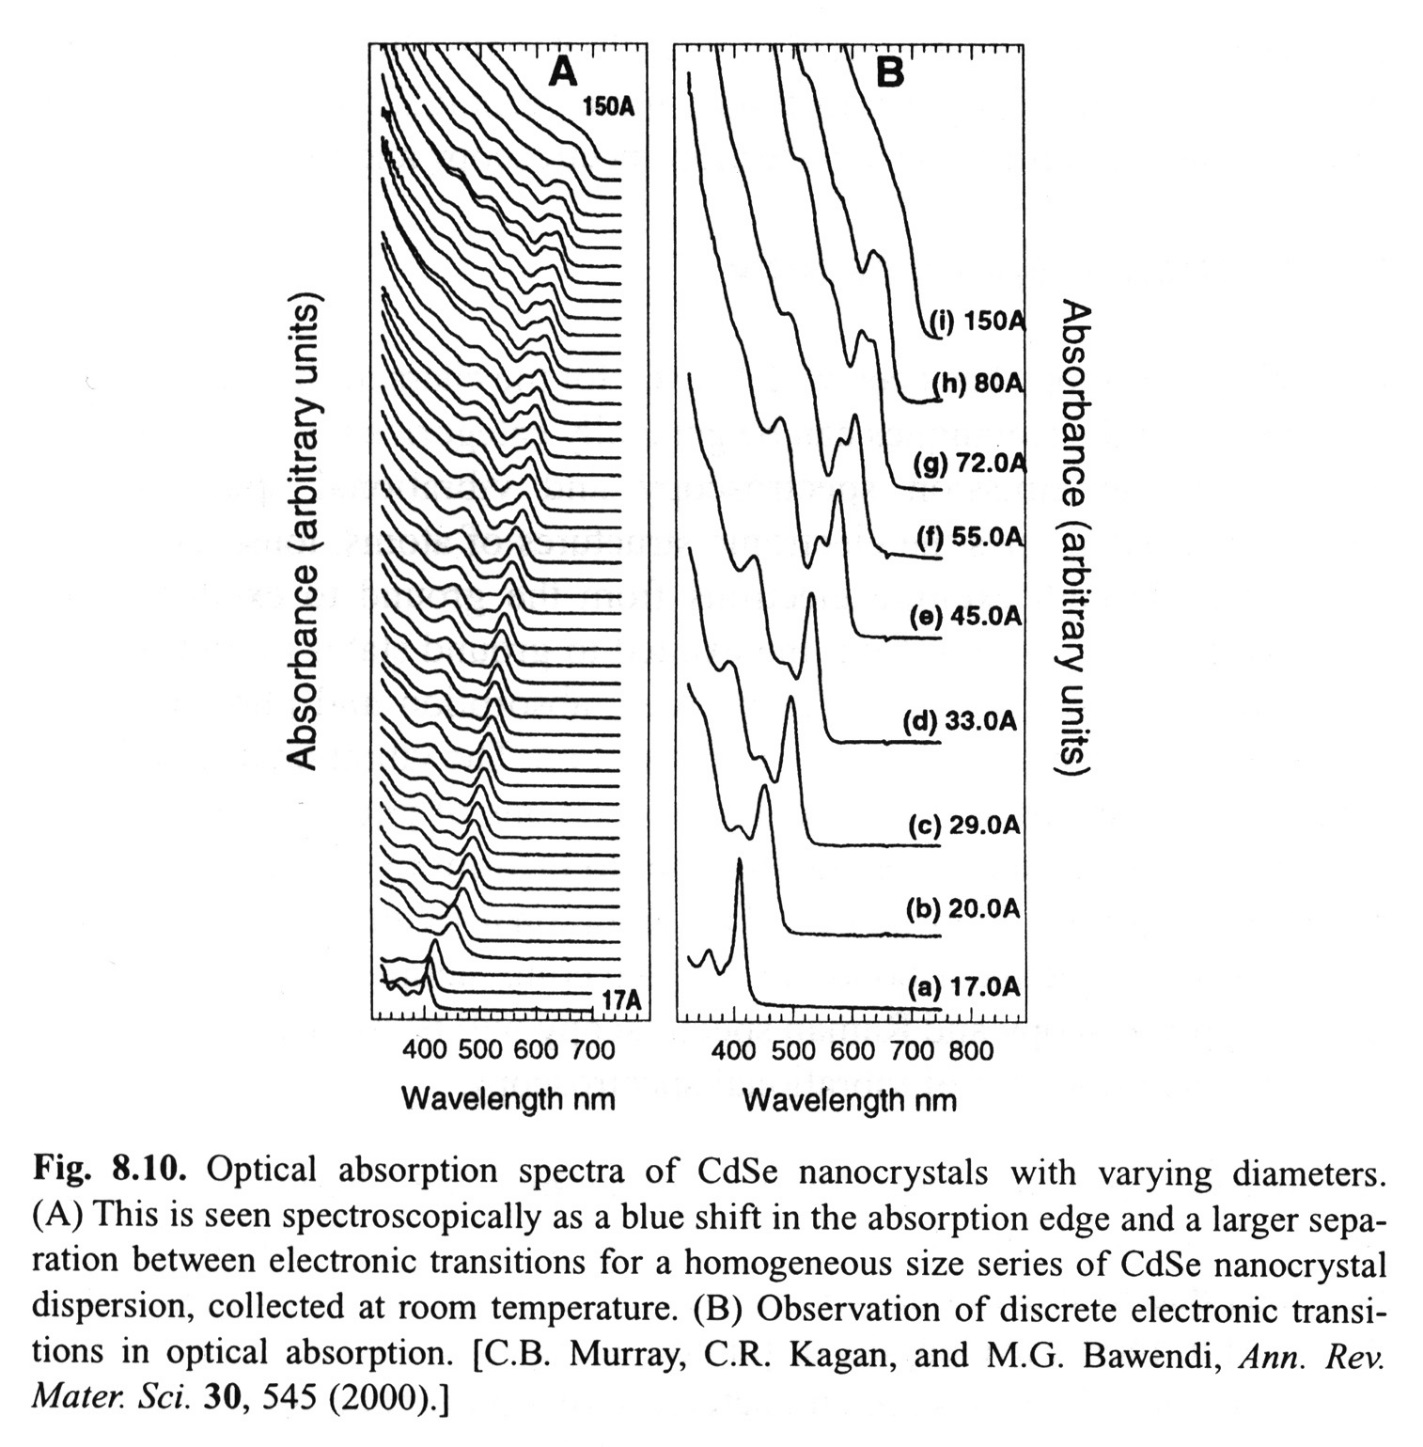 A
150A
17A
400 500 600 700
Wavelength nm
Absorbance (arbitrary units)
B
(i) 150A
(h) 80A
(g) 72.0A
(f) 55.0A
(e) 45.0A
(d) 33.0A
(c) 29.0A
(b) 20.0A
(a) 17.0A
400 500 600 700 800
Wavelength nm
Absorbance (arbitrary units)
Fig. 8.10. Optical absorption spectra of CdSe nanocrystals with varying diameters.
(A) This is seen spectroscopically as a blue shift in the absorption edge and a larger sepa-
ration between electronic transitions for a homogeneous size series of CdSe nanocrystal
dispersion, collected at room temperature. (B) Observation of discrete electronic transi-
tions in optical absorption. [C.B. Murray, C.R. Kagan, and M.G. Bawendi, Ann. Rev.
Mater. Sci. 30, 545 (2000).]